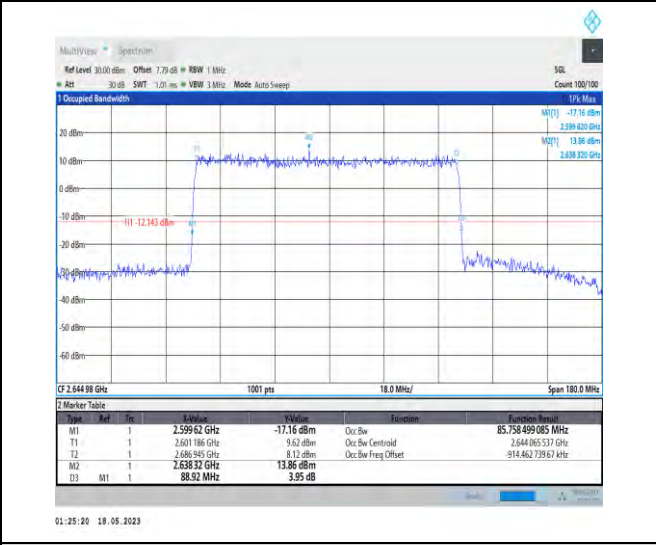 MultiView Spectrum
Ref Level 30.00 dBm Offset 7.79 dB RBW 1 MHz SGL
Att 30 dB SWT 1.01 ms VBW 3 MHz Mode Auto Sweep Count 100/100
1 Occupied Bandwidth 1Pk Max
M1[1] -17.16 dBm
2.599 620 GHz
M2[1] 13.86 dBm
2.638 320 GHz
20 dBm
M2
T1
T2
10 dBm
0 dBm
-10 dBm
H1 -12.143 dBm
M1
-20 dBm
-30 dBm
-40 dBm
-50 dBm
-60 dBm
CF 2.644 98 GHz 1001 pts 18.0 MHz/ Span 180.0 MHz
2 Marker Table
Type Ref Trc X-Value Y-Value Function Function Result
M1 1 2.599 62 GHz -17.16 dBm Occ Bw 85.758 499 085 MHz
T1 1 2.601 186 GHz 9.62 dBm Occ Bw Centroid 2.644 065 537 GHz
T2 1 2.686 945 GHz 8.12 dBm Occ Bw Freq Offset -914.462 739 67 kHz
M2 1 2.638 32 GHz 13.86 dBm
D3 M1 1 88.92 MHz 3.95 dB
01:25:20 18.05.2023